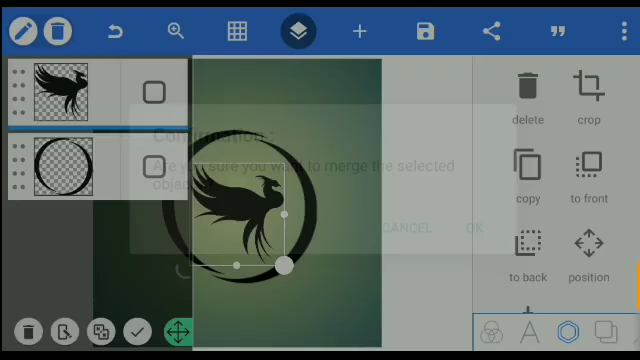 Confirmation :
Are you sure you want to merge the selected
objects
CANCEL OK
delete crop
copy to front
to back position